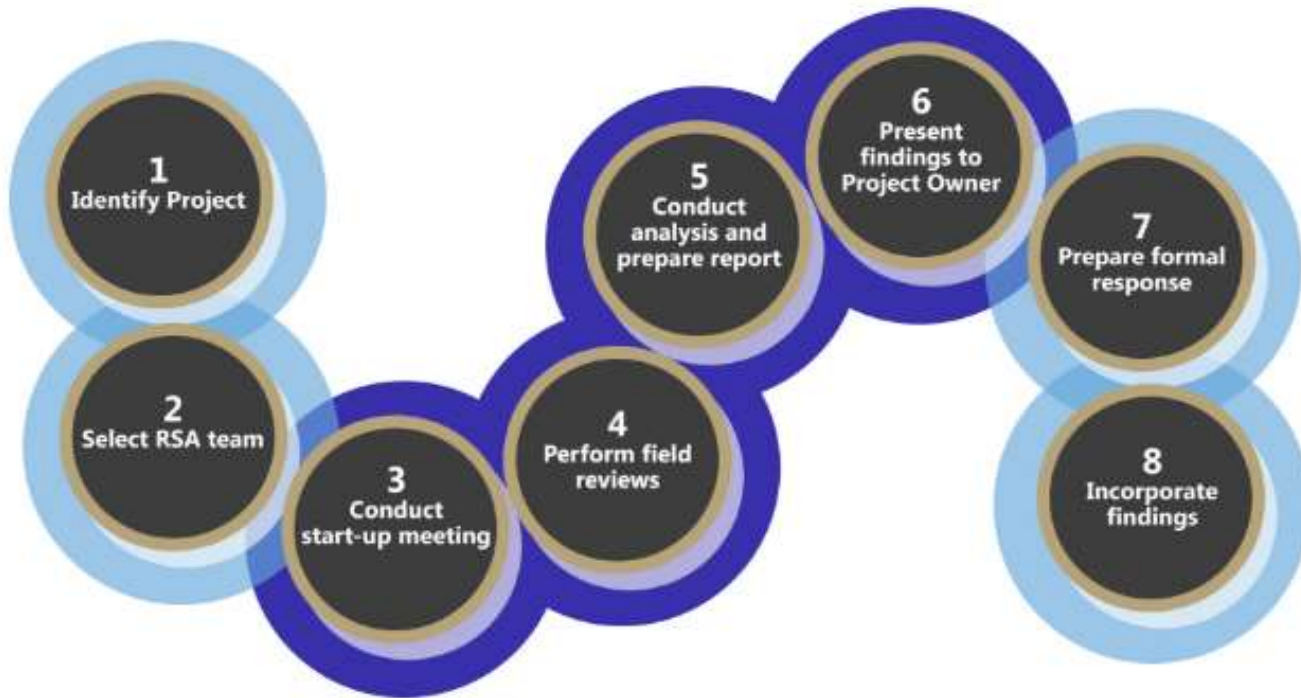 1
Identify Project
2
Select RSA team
3
Conduct
start-up meeting
4
Perform field
reviews
5
Conduct
analysis and
prepare report
6
Present
findings to
Project Owner
7
Prepare formal
response
8
Incorporate
findings